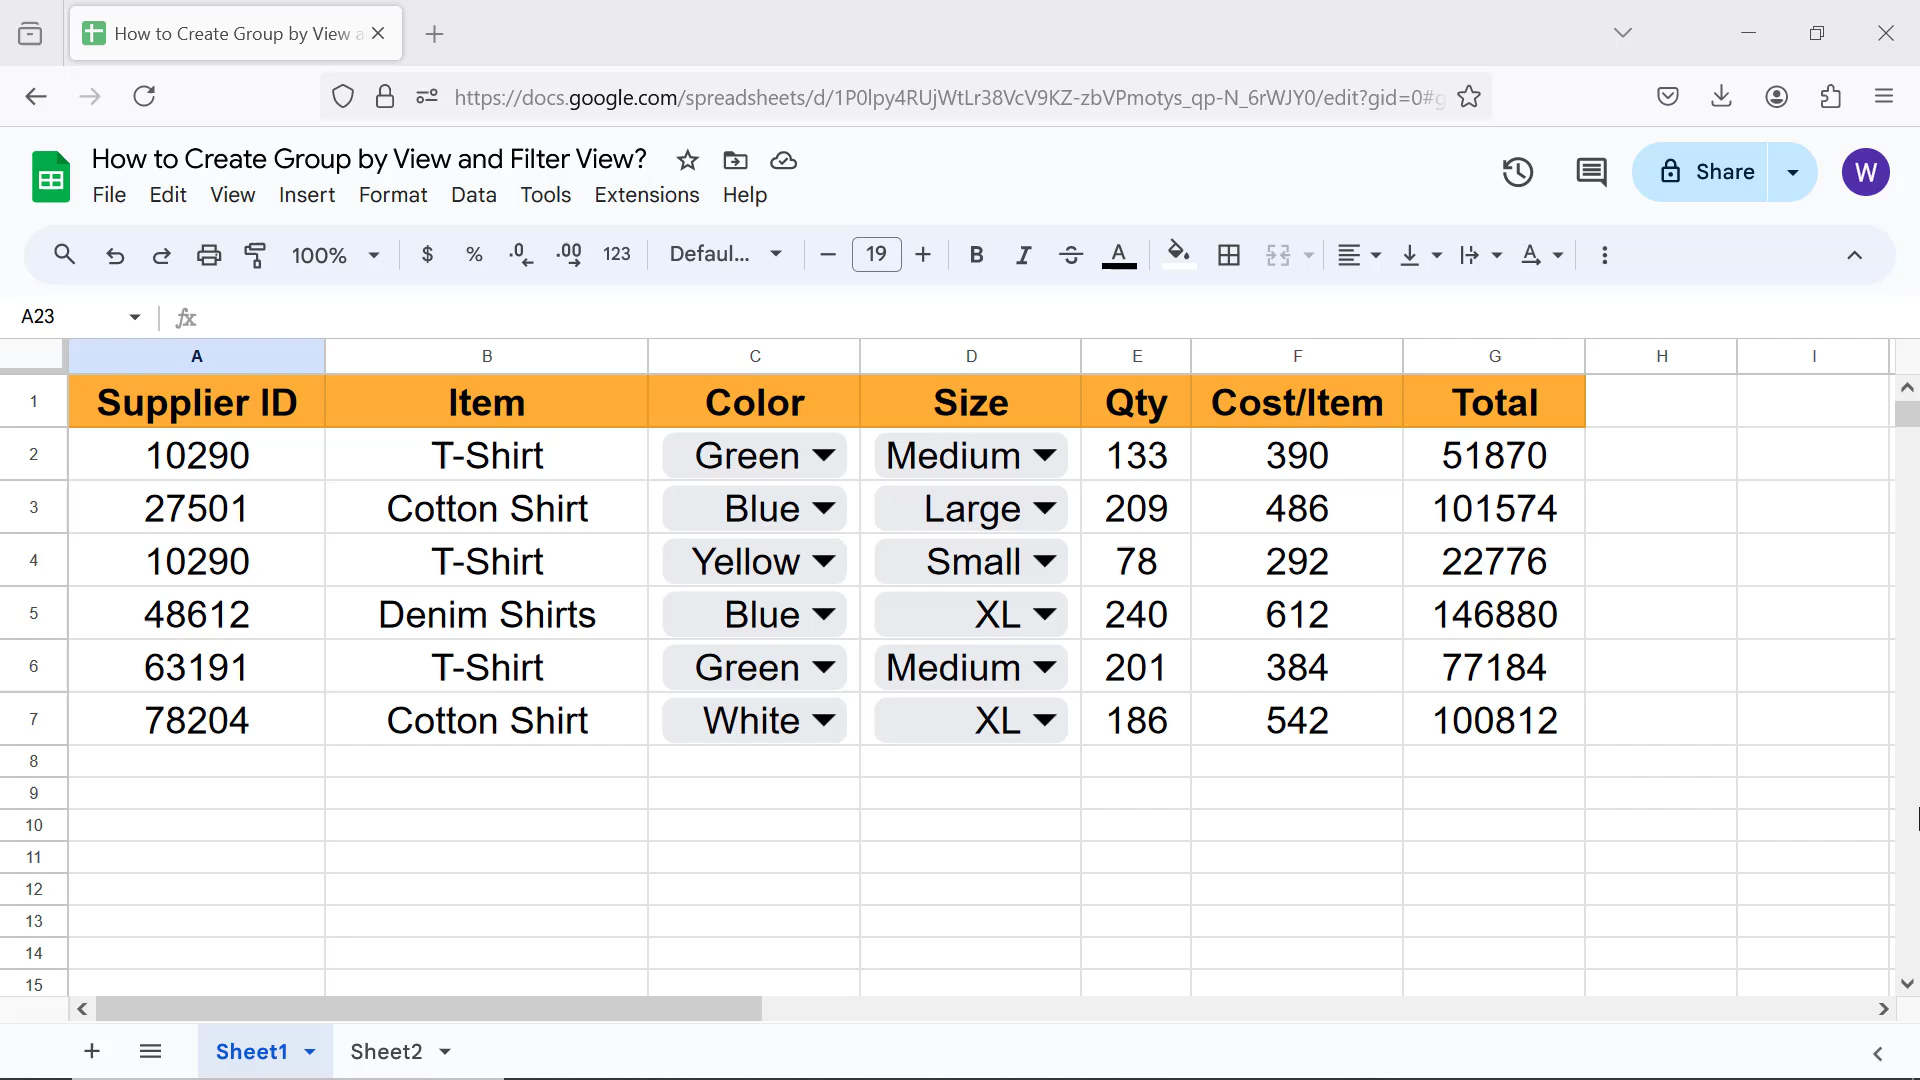 How to Create Group by View a
https://docs.google.com/spreadsheets/d/1P0lpy4RUjWtLr38VcV9KZ-zbVPmotys_qp-N_6rWJY0/edit?gid=0#g
How to Create Group by View and Filter View?
File Edit View Insert Format Data Tools Extensions Help
Share
W
100% $ % .0 .00 123 Defaul... 19 B I S A
A23 fx
A B C D E F G H I
1 Supplier ID Item Color Size Qty Cost/Item Total
2 10290 T-Shirt Green Medium 133 390 51870
3 27501 Cotton Shirt Blue Large 209 486 101574
4 10290 T-Shirt Yellow Small 78 292 22776
5 48612 Denim Shirts Blue XL 240 612 146880
6 63191 T-Shirt Green Medium 201 384 77184
7 78204 Cotton Shirt White XL 186 542 100812
8
9
10
11
12
13
14
15
Sheet1 Sheet2